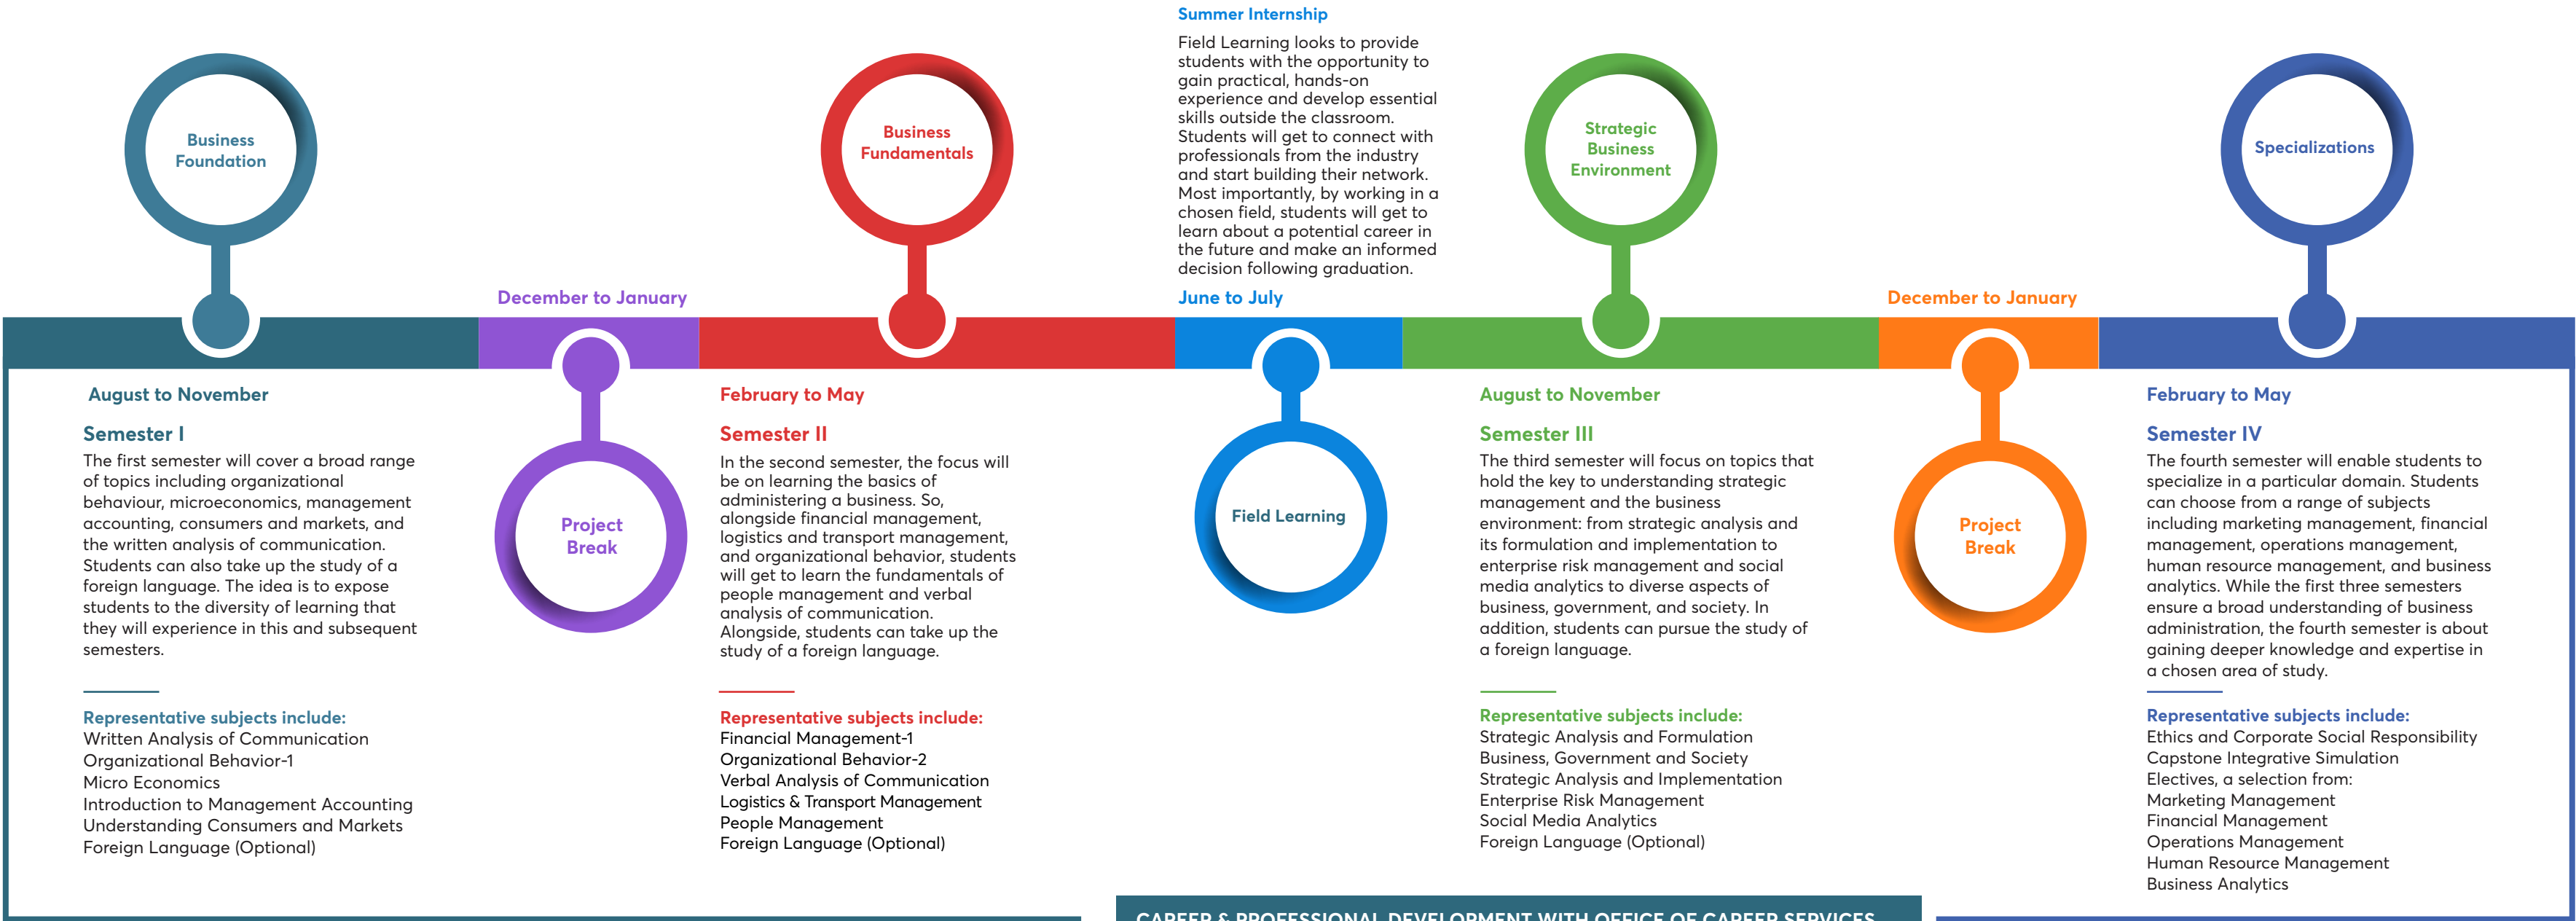 Business
Foundation
August to November
Semester I
The first semester will cover a broad range
of topics including organizational
behaviour, microeconomics, management
accounting, consumers and markets, and
the written analysis of communication.
Students can also take up the study of a
foreign language. The idea is to expose
students to the diversity of learning that
they will experience in this and subsequent
semesters.
Representative subjects include:
Written Analysis of Communication
Organizational Behavior-1
Micro Economics
Introduction to Management Accounting
Understanding Consumers and Markets
Foreign Language (Optional)
December to January
Project
Break
Business
Fundamentals
February to May
Semester II
In the second semester, the focus will
be on learning the basics of
administering a business. So,
alongside financial management,
logistics and transport management,
and organizational behavior, students
will get to learn the fundamentals of
people management and verbal
analysis of communication.
Alongside, students can take up the
study of a foreign language.
Representative subjects include:
Financial Management-1
Organizational Behavior-2
Verbal Analysis of Communication
Logistics & Transport Management
People Management
Foreign Language (Optional)
Summer Internship
Field Learning looks to provide
students with the opportunity to
gain practical, hands-on
experience and develop essential
skills outside the classroom.
Students will get to connect with
professionals from the industry
and start building their network.
Most importantly, by working in a
chosen field, students will get to
learn about a potential career in
the future and make an informed
decision following graduation.
June to July
Field Learning
Strategic
Business
Environment
August to November
Semester III
The third semester will focus on topics that
hold the key to understanding strategic
management and the business
environment: from strategic analysis and
its formulation and implementation to
enterprise risk management and social
media analytics to diverse aspects of
business, government, and society. In
addition, students can pursue the study of
a foreign language.
Representative subjects include:
Strategic Analysis and Formulation
Business, Government and Society
Strategic Analysis and Implementation
Enterprise Risk Management
Social Media Analytics
Foreign Language (Optional)
December to January
Project
Break
Specializations
February to May
Semester IV
The fourth semester will enable students to
specialize in a particular domain. Students
can choose from a range of subjects
including marketing management, financial
management, operations management,
human resource management, and business
analytics. While the first three semesters
ensure a broad understanding of business
administration, the fourth semester is about
gaining deeper knowledge and expertise in
a chosen area of study.
Representative subjects include:
Ethics and Corporate Social Responsibility
Capstone Integrative Simulation
Electives, a selection from:
Marketing Management
Financial Management
Operations Management
Human Resource Management
Business Analytics
CAREER & PROFESSIONAL DEVELOPMENT WITH OFFICE OF CAREER SERVICES